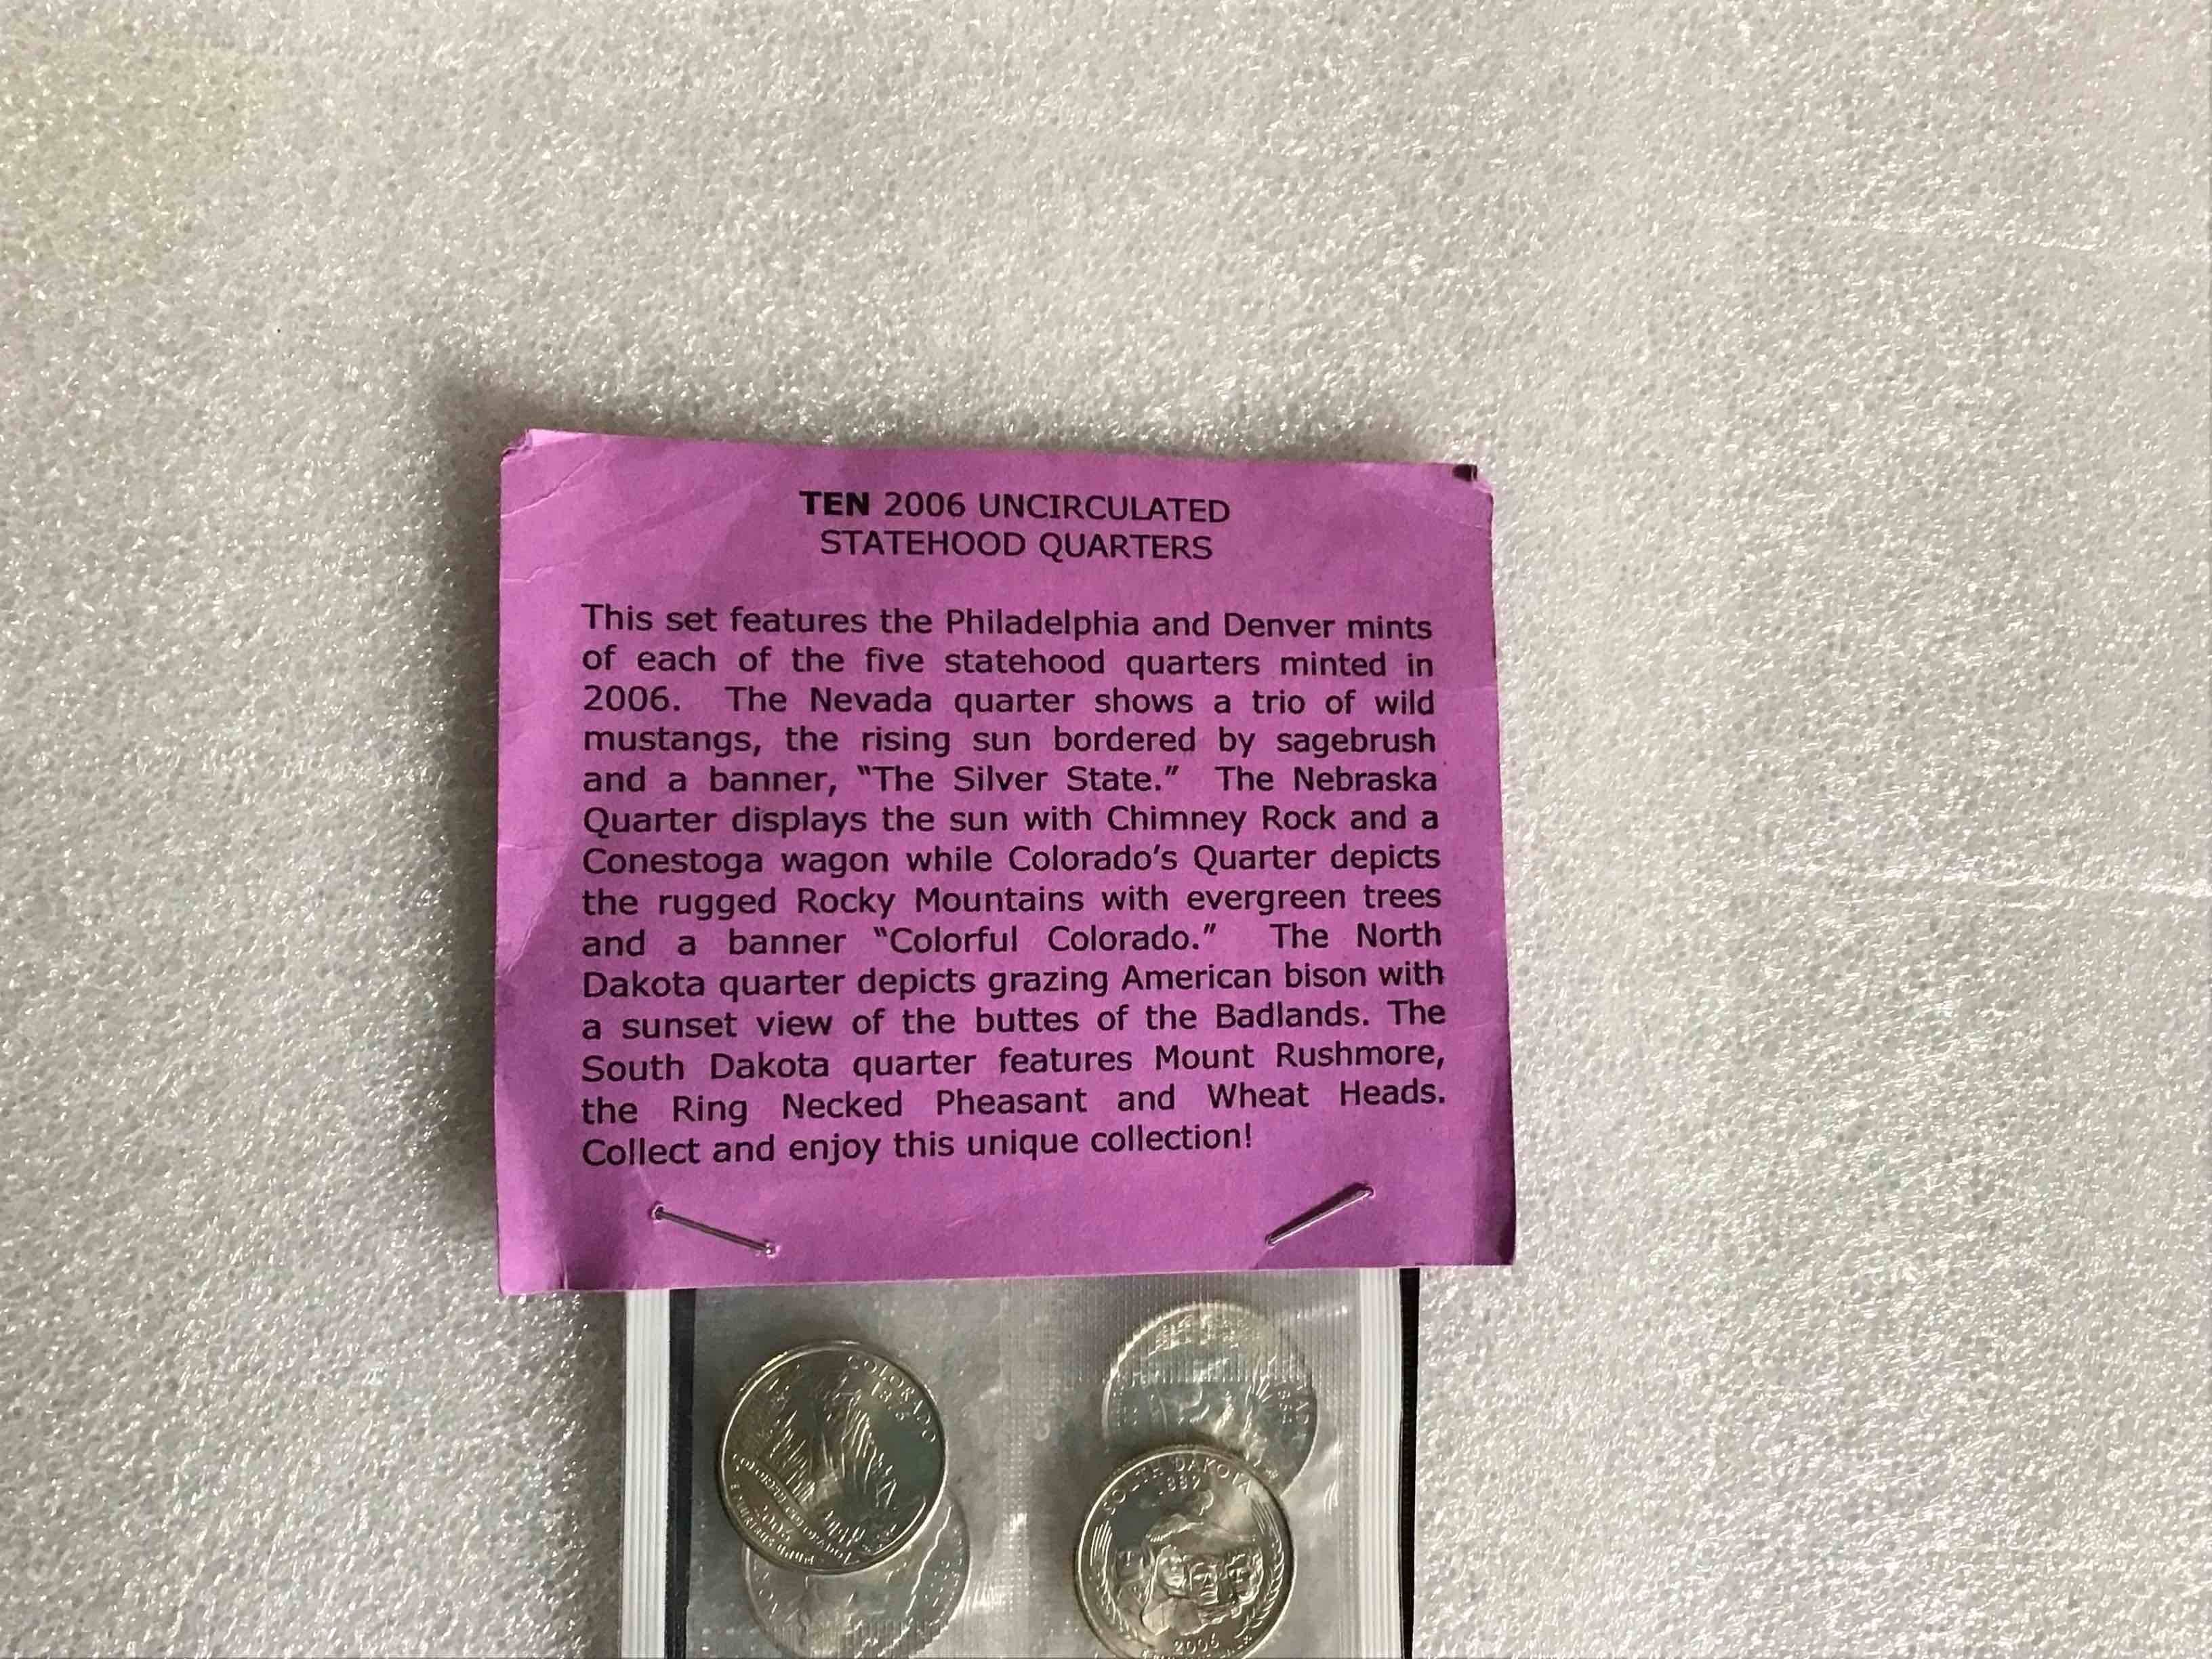 TEN 2006 UNCIRCULATED
STATEHOOD QUARTERS
This set features the Philadelphia and Denver mints
of each of the five statehood quarters minted in
2006. The Nevada quarter shows a trio of wild
mustangs, the rising sun bordered by sagebrush
and a banner, “The Silver State.” The Nebraska
Quarter displays the sun with Chimney Rock and a
Conestoga wagon while Colorado’s Quarter depicts
the rugged Rocky Mountains with evergreen trees
and a banner “Colorful Colorado.” The North
Dakota quarter depicts grazing American bison with
a sunset view of the buttes of the Badlands. The
South Dakota quarter features Mount Rushmore,
the Ring Necked Pheasant and Wheat Heads.
Collect and enjoy this unique collection!
COLORADO
1876
COLORFUL COLORADO
2006
SOUTH DAKOTA
1889
2006